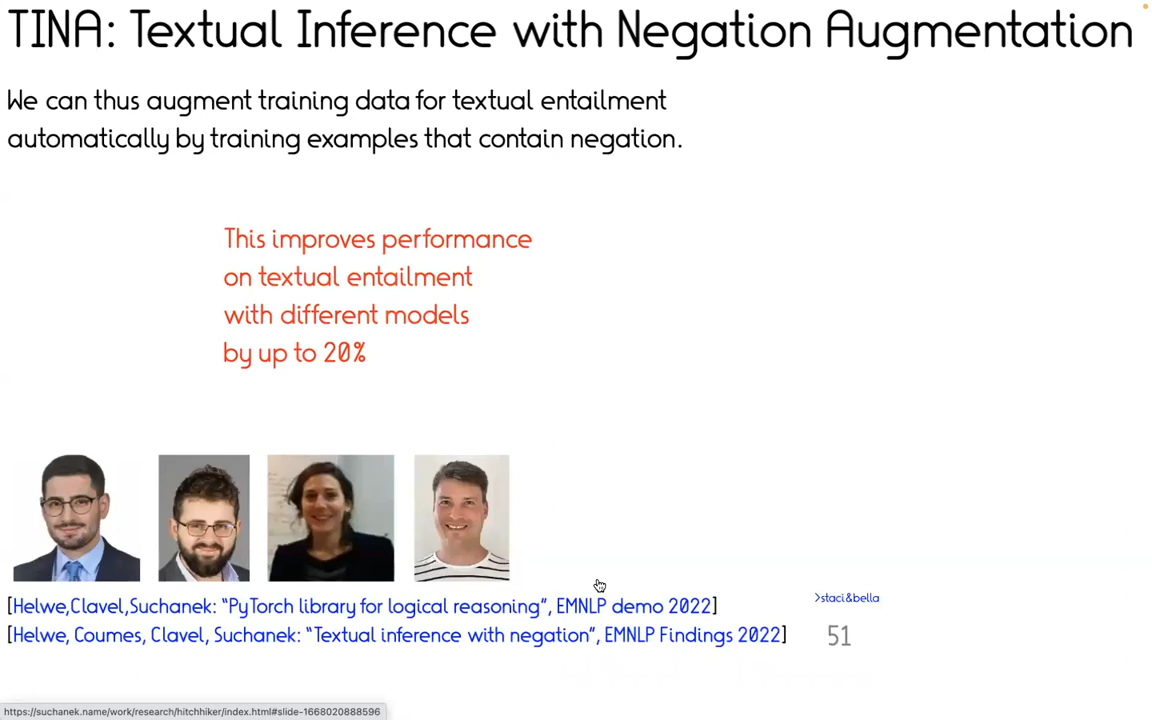 TINA: Textual Inference with Negation Augmentation
We can thus augment training data for textual entailment
automatically by training examples that contain negation.
This improves performance
on textual entailment
with different models
by up to 20%
[Helwe,Clavel,Suchanek: "PyTorch library for logical reasoning", EMNLP demo 2022]
>staci&bella
[Helwe, Coumes, Clavel, Suchanek: "Textual inference with negation", EMNLP Findings 2022]
51
https://suchanek.name/work/research/hitchhiker/index.html#slide-1668020888596